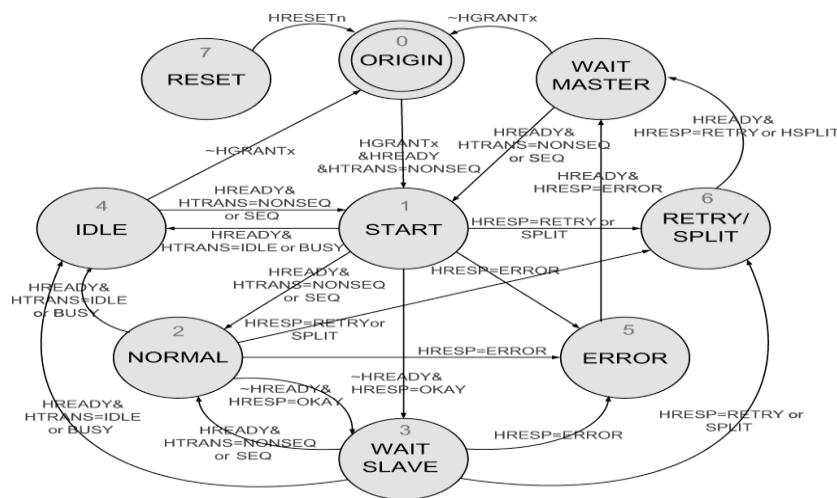 HRESETn
~HGRANTx
7
RESET
0
ORIGIN
WAIT
MASTER
~HGRANTx
HGRANTx
&HREADY
&HTRANS=NONSEQ
HREADY&
HTRANS=NONSEQ
or SEQ
HREADY&
HRESP=RETRY or HSPLIT
HREADY&
HRESP=ERROR
4
IDLE
HREADY&
HTRANS=NONSEQ
or SEQ
HREADY&
HTRANS=IDLE or BUSY
1
START
HRESP=RETRY or
SPLIT
6
RETRY/
SPLIT
HREADY&
HTRANS=IDLE
or BUSY
HREADY&
HTRANS=NONSEQ
or SEQ
HRESP=ERROR
2
NORMAL
HRESP=RETRY or
SPLIT
HRESP=ERROR
5
ERROR
~HREADY&
HRESP=OKAY
~HREADY&
HRESP=OKAY
HREADY&
HTRANS=IDLE
or BUSY
HREADY&
HTRANS=NONSEQ
or SEQ
3
WAIT
SLAVE
HRESP=ERROR
HRESP=RETRY or
SPLIT